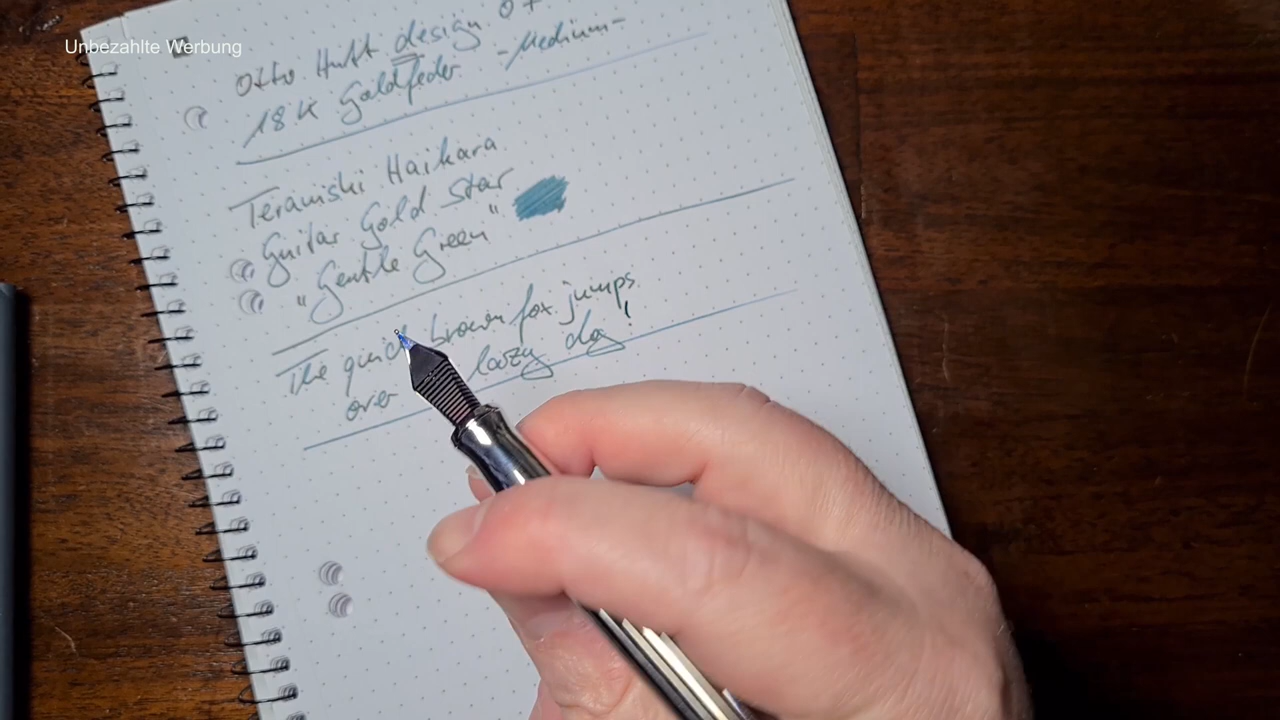 Unbezahlte Werbung
Otto Hutt design 0
18 K Goldfeder -Medium-
Teranishi Haikara
Guitar Gold Star
"Gentle Green"
The quick brown fox jumps
over lazy dog!